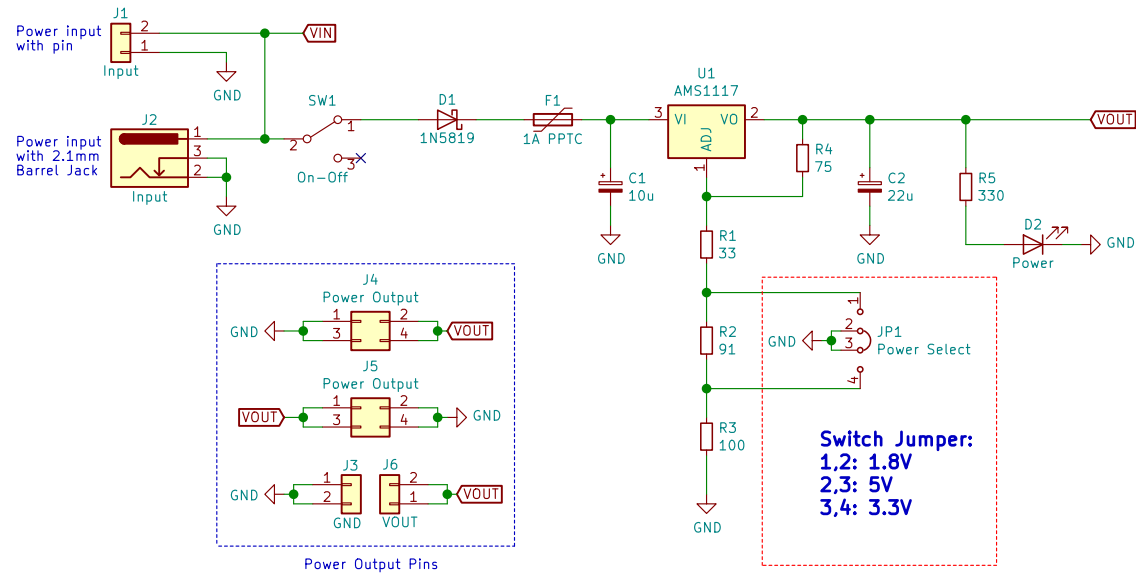 J1
Power input
with pin
2
1
Input
GND
VIN
J2
Power input
with 2.1mm
Barrel Jack
1
3
2
Input
GND
SW1
2
1
3
On-Off
D1
1N5819
F1
1A PPTC
C1
10u
GND
U1
AMS1117
3
VI
VO
2
ADJ
1
R4
75
C2
22u
GND
R5
330
VOUT
D2
Power
GND
R1
33
R2
91
R3
100
GND
1
2
3
4
GND
JP1
Power Select
Switch Jumper:
1,2: 1.8V
2,3: 5V
3,4: 3.3V
J4
Power Output
GND
1
2
3
4
VOUT
J5
Power Output
VOUT
1
2
3
4
GND
J3
GND
1
2
GND
J6
2
1
VOUT
VOUT
Power Output Pins